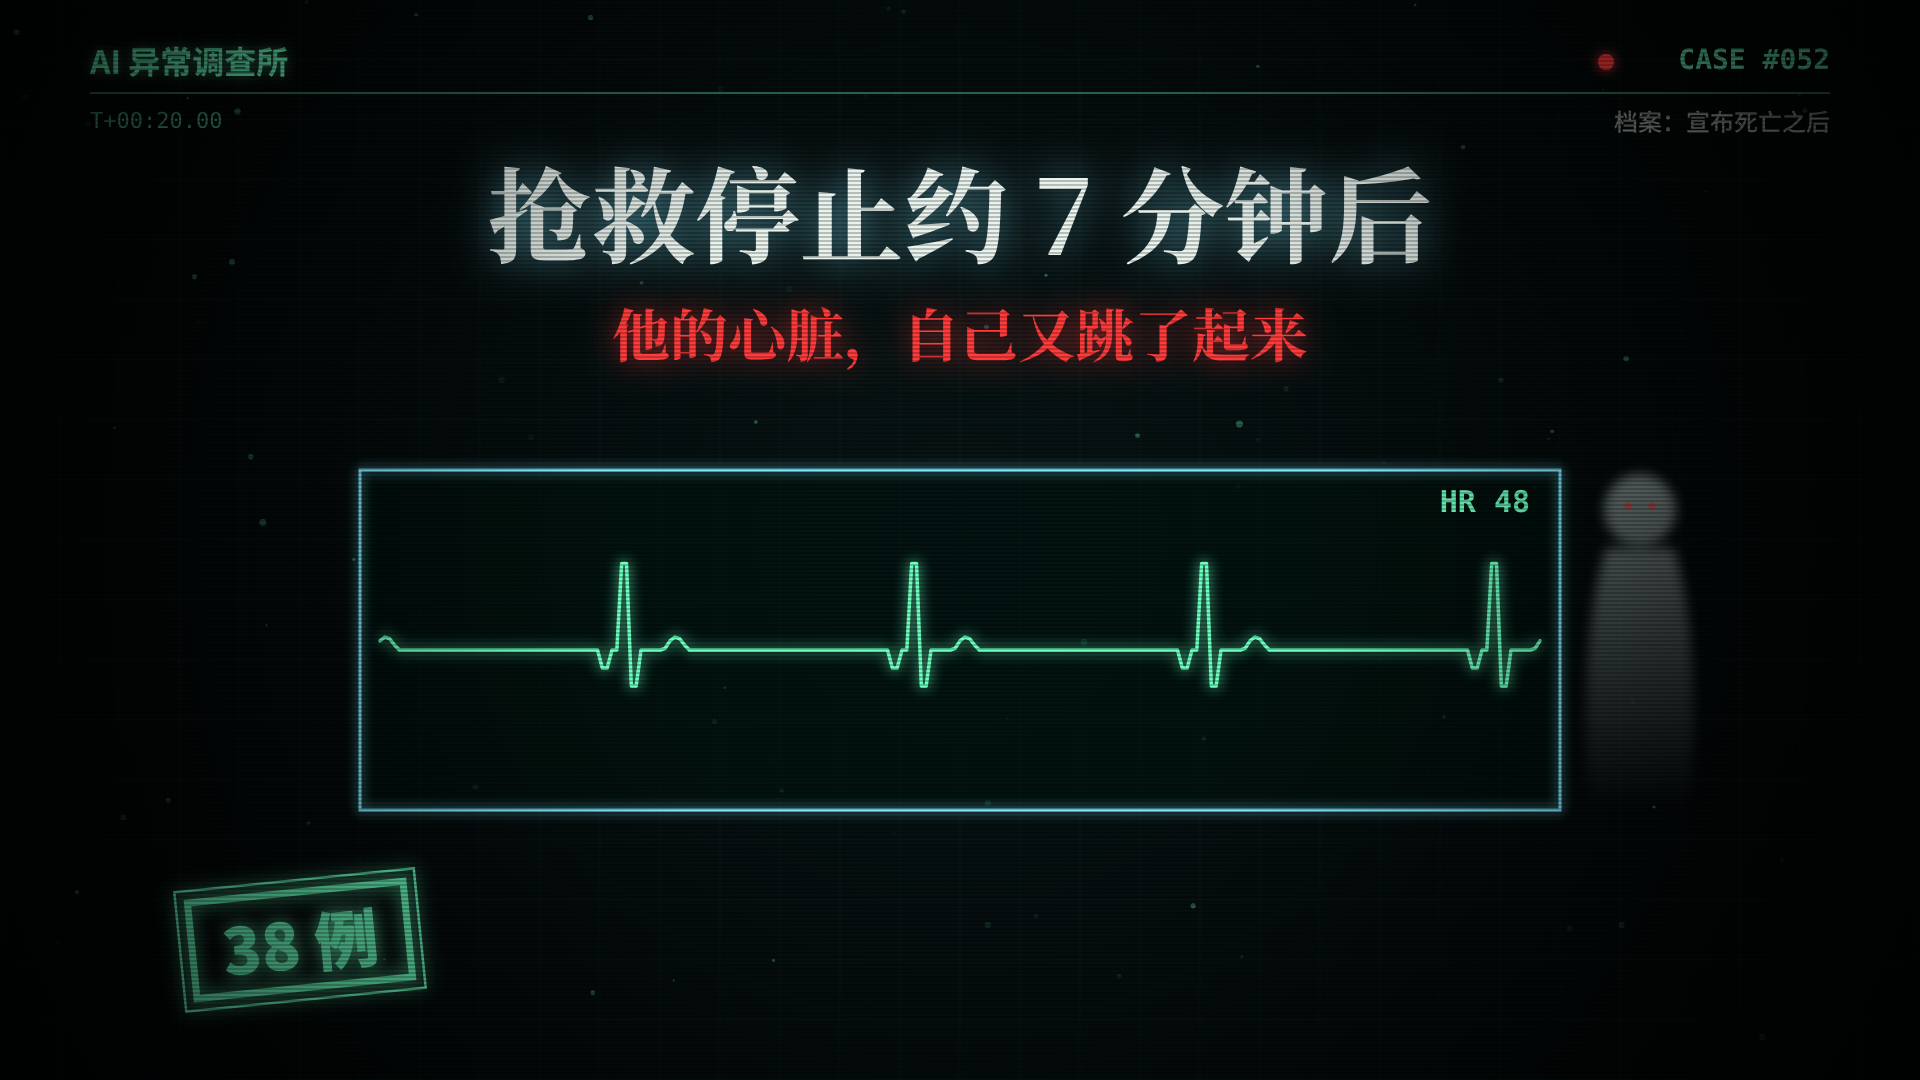 AI 异常调查所
CASE #052
T+00:20.00
档案：宣布死亡之后
抢救停止约 7 分钟后
他的心脏，自己又跳了起来
HR 48
38 例